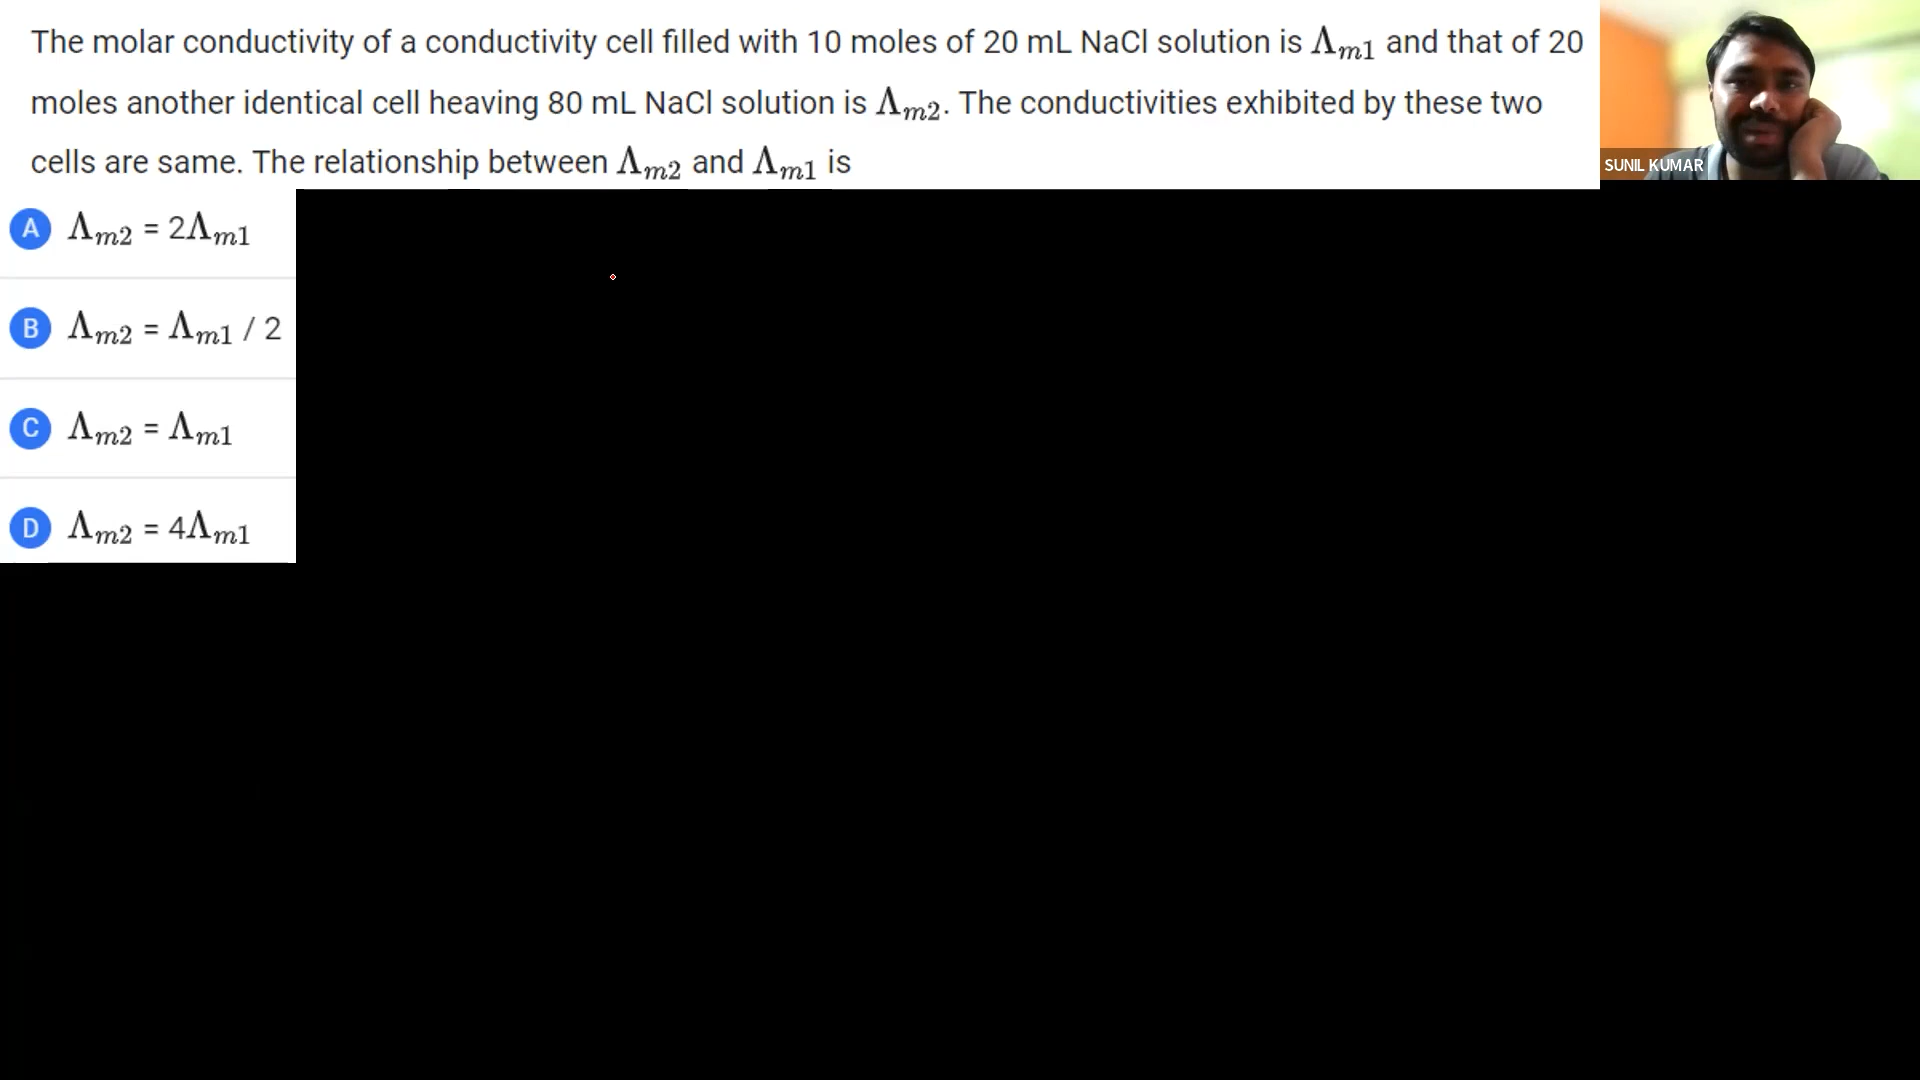 The molar conductivity of a conductivity cell filled with 10 moles of 20 mL NaCl solution is Λm1 and that of 20
moles another identical cell heaving 80 mL NaCl solution is Λm2. The conductivities exhibited by these two
cells are same. The relationship between Λm2 and Λm1 is
SUNIL KUMAR
A Λm2 = 2Λm1
B Λm2 = Λm1 / 2
C Λm2 = Λm1
D Λm2 = 4Λm1